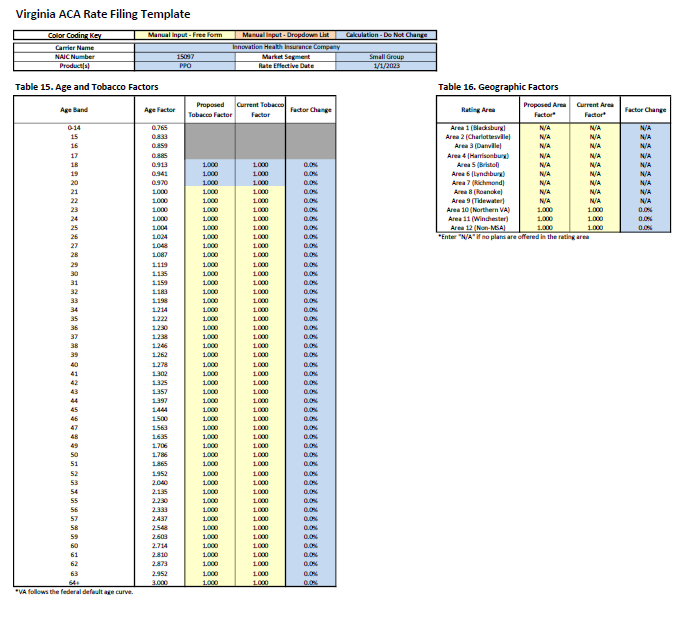 Virginia ACA Rate Filing Template
Color Coding Key Manual Input - Free Form Manual Input - Dropdown List Calculation - Do Not Change
Carrier Name Innovation Health Insurance Company
NAIC Number 15097 Market Segment Small Group
Product(s) PPO Rate Effective Date 1/1/2023
Table 15. Age and Tobacco Factors
Age Band Age Factor Proposed Tobacco Factor Current Tobacco Factor Factor Change
0-14 0.765
15 0.833
16 0.859
17 0.885
18 0.913 1.000 1.000 0.0%
19 0.941 1.000 1.000 0.0%
20 0.970 1.000 1.000 0.0%
21 1.000 1.000 1.000 0.0%
22 1.000 1.000 1.000 0.0%
23 1.000 1.000 1.000 0.0%
24 1.000 1.000 1.000 0.0%
25 1.004 1.000 1.000 0.0%
26 1.024 1.000 1.000 0.0%
27 1.048 1.000 1.000 0.0%
28 1.087 1.000 1.000 0.0%
29 1.119 1.000 1.000 0.0%
30 1.135 1.000 1.000 0.0%
31 1.159 1.000 1.000 0.0%
32 1.183 1.000 1.000 0.0%
33 1.198 1.000 1.000 0.0%
34 1.214 1.000 1.000 0.0%
35 1.222 1.000 1.000 0.0%
36 1.230 1.000 1.000 0.0%
37 1.238 1.000 1.000 0.0%
38 1.246 1.000 1.000 0.0%
39 1.262 1.000 1.000 0.0%
40 1.278 1.000 1.000 0.0%
41 1.302 1.000 1.000 0.0%
42 1.325 1.000 1.000 0.0%
43 1.357 1.000 1.000 0.0%
44 1.397 1.000 1.000 0.0%
45 1.444 1.000 1.000 0.0%
46 1.500 1.000 1.000 0.0%
47 1.563 1.000 1.000 0.0%
48 1.635 1.000 1.000 0.0%
49 1.706 1.000 1.000 0.0%
50 1.786 1.000 1.000 0.0%
51 1.865 1.000 1.000 0.0%
52 1.952 1.000 1.000 0.0%
53 2.040 1.000 1.000 0.0%
54 2.135 1.000 1.000 0.0%
55 2.230 1.000 1.000 0.0%
56 2.333 1.000 1.000 0.0%
57 2.437 1.000 1.000 0.0%
58 2.548 1.000 1.000 0.0%
59 2.603 1.000 1.000 0.0%
60 2.714 1.000 1.000 0.0%
61 2.810 1.000 1.000 0.0%
62 2.873 1.000 1.000 0.0%
63 2.952 1.000 1.000 0.0%
64+ 3.000 1.000 1.000 0.0%
*VA follows the federal default age curve.
Table 16. Geographic Factors
Rating Area Proposed Area Factor* Current Area Factor* Factor Change
Area 1 (Blacksburg) N/A N/A N/A
Area 2 (Charlottesville) N/A N/A N/A
Area 3 (Danville) N/A N/A N/A
Area 4 (Harrisonburg) N/A N/A N/A
Area 5 (Bristol) N/A N/A N/A
Area 6 (Lynchburg) N/A N/A N/A
Area 7 (Richmond) N/A N/A N/A
Area 8 (Roanoke) N/A N/A N/A
Area 9 (Tidewater) N/A N/A N/A
Area 10 (Northern VA) 1.000 1.000 0.0%
Area 11 (Winchester) 1.000 1.000 0.0%
Area 12 (Non-MSA) 1.000 1.000 0.0%
*Enter "N/A" if no plans are offered in the rating area